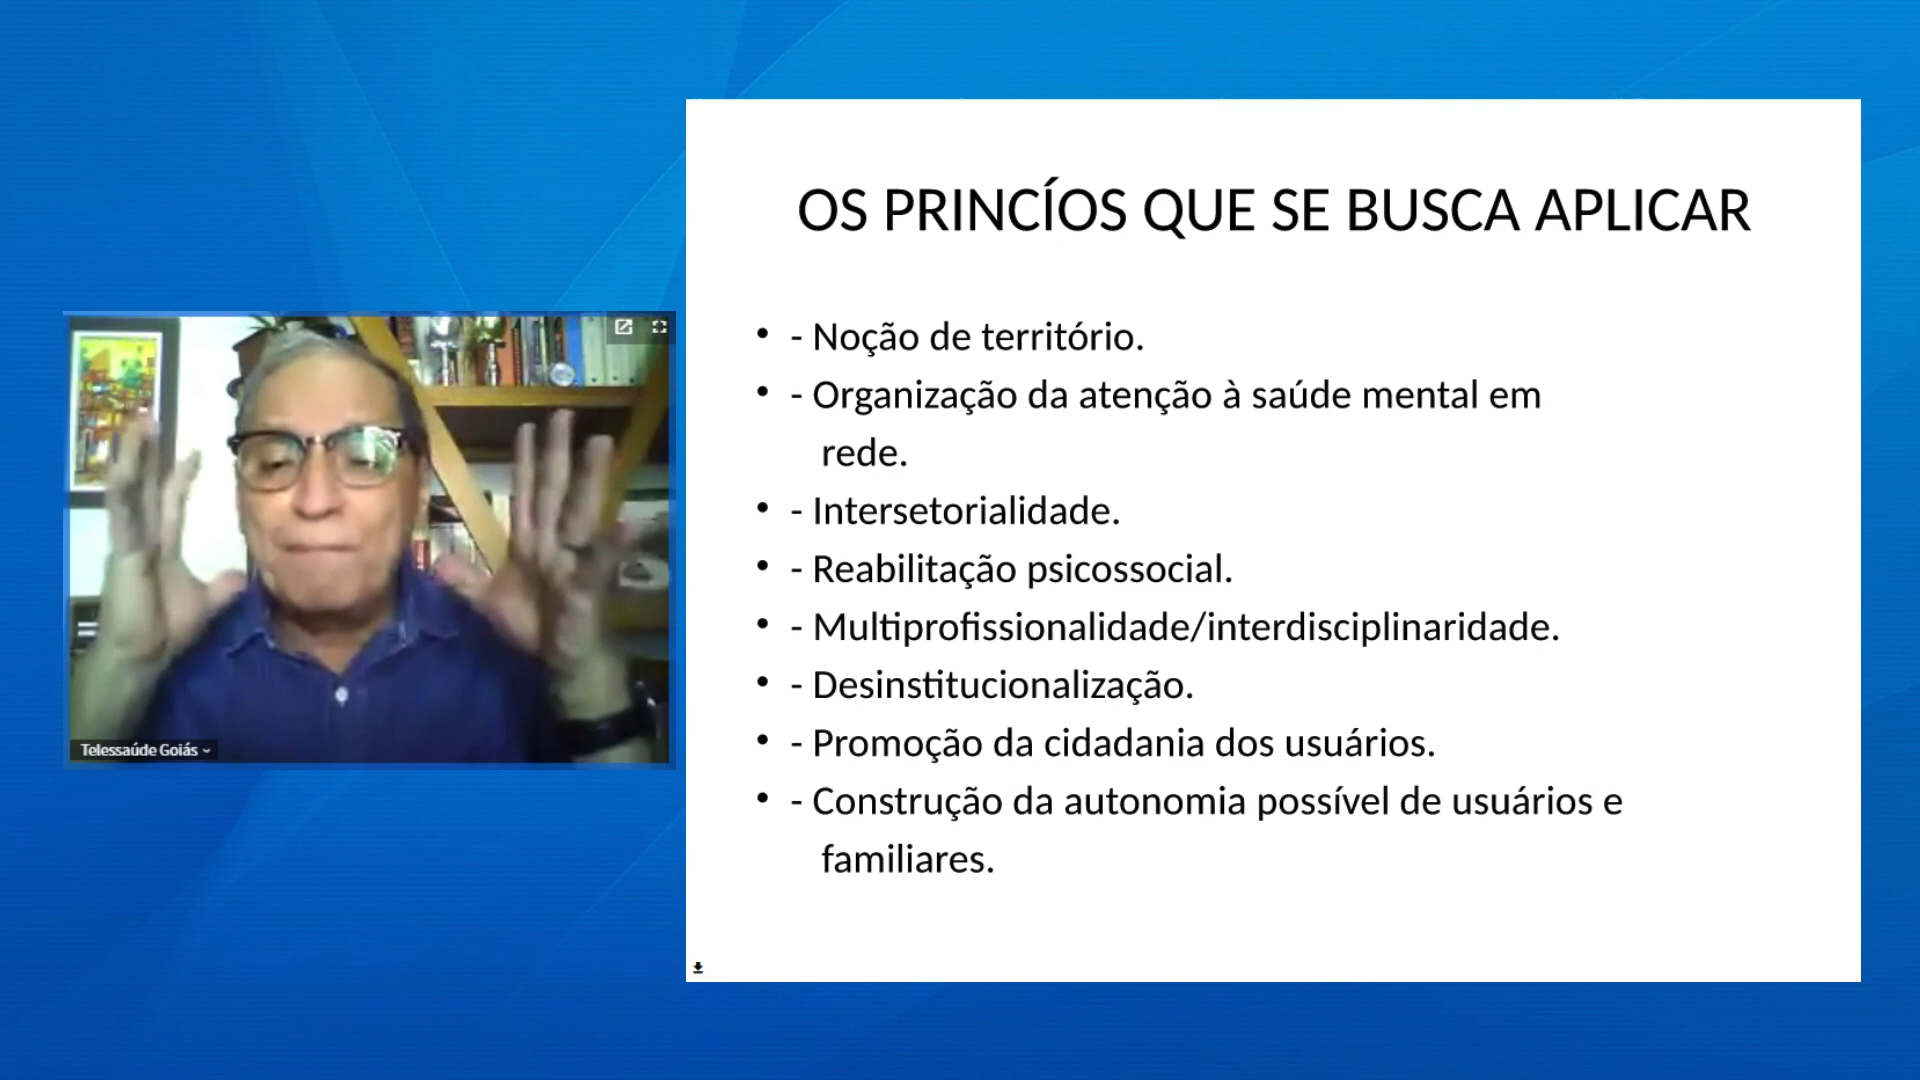 OS PRINCÍOS QUE SE BUSCA APLICAR
• - Noção de território.
• - Organização da atenção à saúde mental em
rede.
• - Intersetorialidade.
• - Reabilitação psicossocial.
• - Multiprofissionalidade/interdisciplinaridade.
• - Desinstitucionalização.
• - Promoção da cidadania dos usuários.
• - Construção da autonomia possível de usuários e
familiares.
Telessaúde Goiás